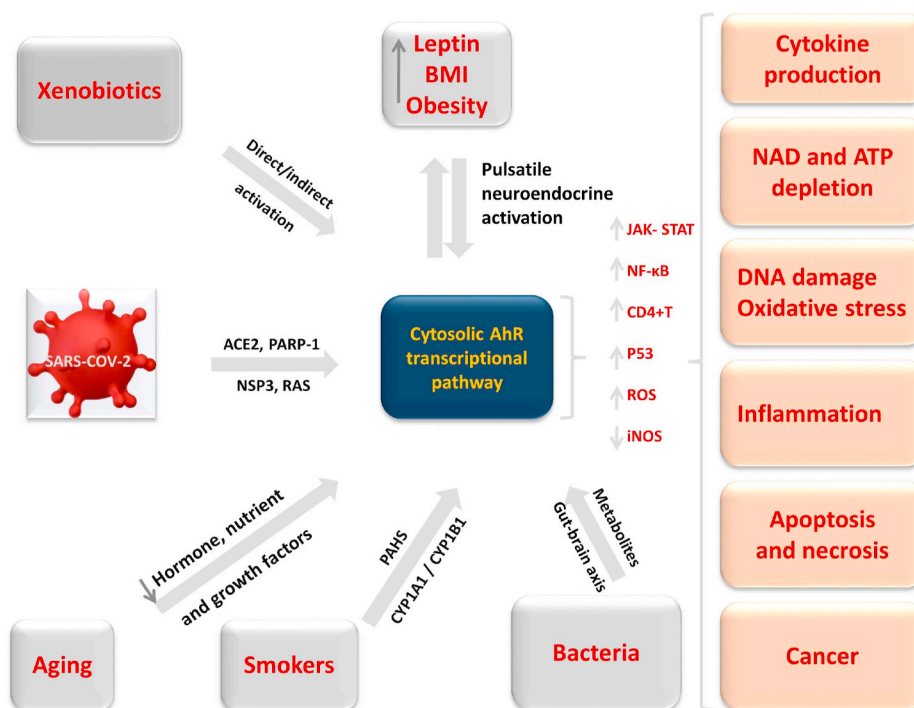 Xenobiotics
Leptin
BMI
Obesity
Direct/indirect
activation
Pulsatile
neuroendocrine
activation
SARS-COV-2
ACE2, PARP-1
NSP3, RAS
Cytosolic AhR
transcriptional
pathway
JAK- STAT
NF-κB
CD4+T
P53
ROS
iNOS
Hormone, nutrient
and growth factors
PAHS
CYP1A1 / CYP1B1
Metabolites
Gut-brain axis
Aging
Smokers
Bacteria
Cytokine
production
NAD and ATP
depletion
DNA damage
Oxidative stress
Inflammation
Apoptosis
and necrosis
Cancer